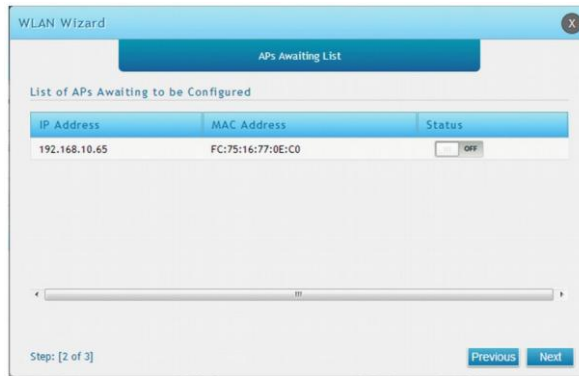 WLAN Wizard
X
APs Awaiting List
List of APs Awaiting to be Configured
IP Address MAC Address Status
192.168.10.65 FC:75:16:77:0E:C0 OFF
Step: [2 of 3] Previous Next